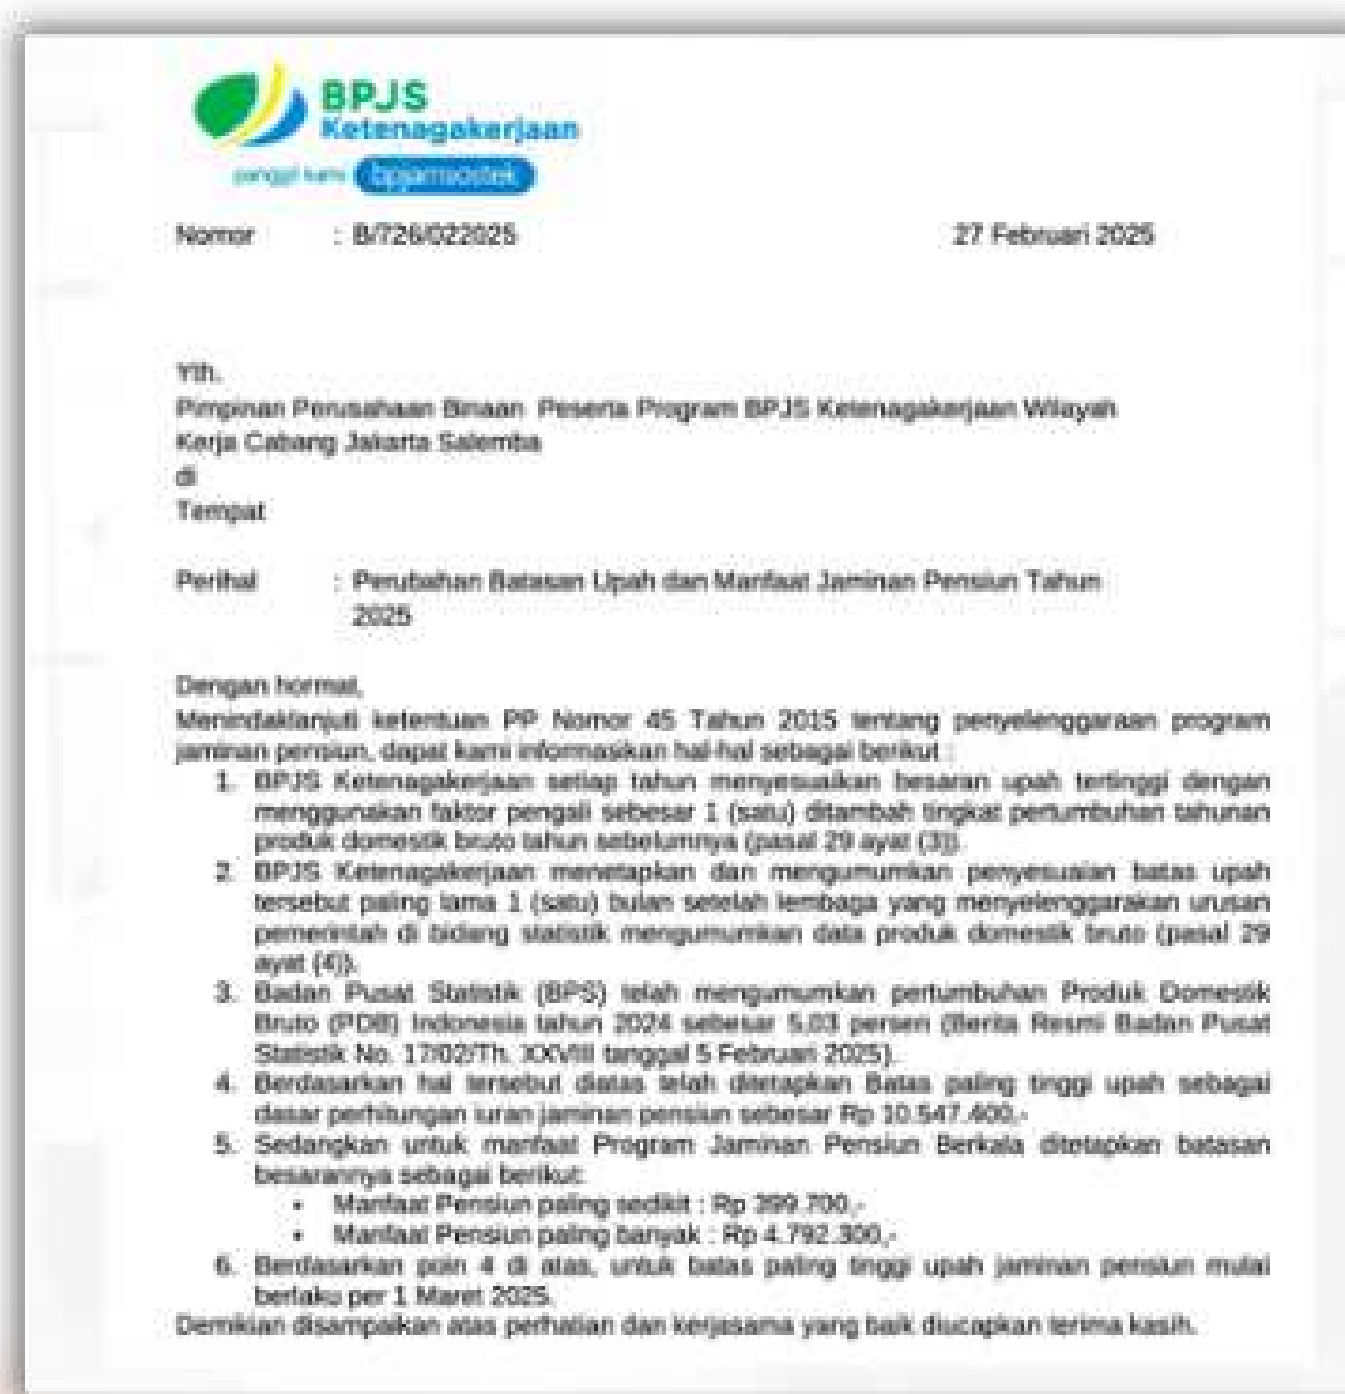 BPJS
Ketenagakerjaan
panggil kami bpjamsostek
Nomor : B/726/022025 27 Februari 2025
Yth.
Pimpinan Perusahaan Binaan Peserta Program BPJS Ketenagakerjaan Wilayah
Kerja Cabang Jakarta Salemba
di
Tempat
Perihal : Perubahan Batasan Upah dan Manfaat Jaminan Pensiun Tahun
2025
Dengan hormat,
Menindaklanjuti ketentuan PP Nomor 45 Tahun 2015 tentang penyelenggaraan program
jaminan pensiun, dapat kami informasikan hal-hal sebagai berikut :
1. BPJS Ketenagakerjaan setiap tahun menyesuaikan besaran upah tertinggi dengan
menggunakan faktor pengali sebesar 1 (satu) ditambah tingkat pertumbuhan tahunan
produk domestik bruto tahun sebelumnya (pasal 29 ayat (3)).
2. BPJS Ketenagakerjaan menetapkan dan mengumumkan penyesuaian batas upah
tersebut paling lama 1 (satu) bulan setelah lembaga yang menyelenggarakan urusan
pemerintah di bidang statistik mengumumkan data produk domestik bruto (pasal 29
ayat (4)).
3. Badan Pusat Statistik (BPS) telah mengumumkan pertumbuhan Produk Domestik
Bruto (PDB) Indonesia tahun 2024 sebesar 5,03 persen (Berita Resmi Badan Pusat
Statistik No. 17/02/Th. XXVIII tanggal 5 Februari 2025).
4. Berdasarkan hal tersebut diatas telah ditetapkan Batas paling tinggi upah sebagai
dasar perhitungan iuran jaminan pensiun sebesar Rp 10.547.400,-
5. Sedangkan untuk manfaat Program Jaminan Pensiun Berkala ditetapkan batasan
besarannya sebagai berikut:
• Manfaat Pensiun paling sedikit : Rp 399.700,-
• Manfaat Pensiun paling banyak : Rp 4.792.300,-
6. Berdasarkan poin 4 di atas, untuk batas paling tinggi upah jaminan pensiun mulai
berlaku per 1 Maret 2025.
Demikian disampaikan atas perhatian dan kerjasama yang baik diucapkan terima kasih.